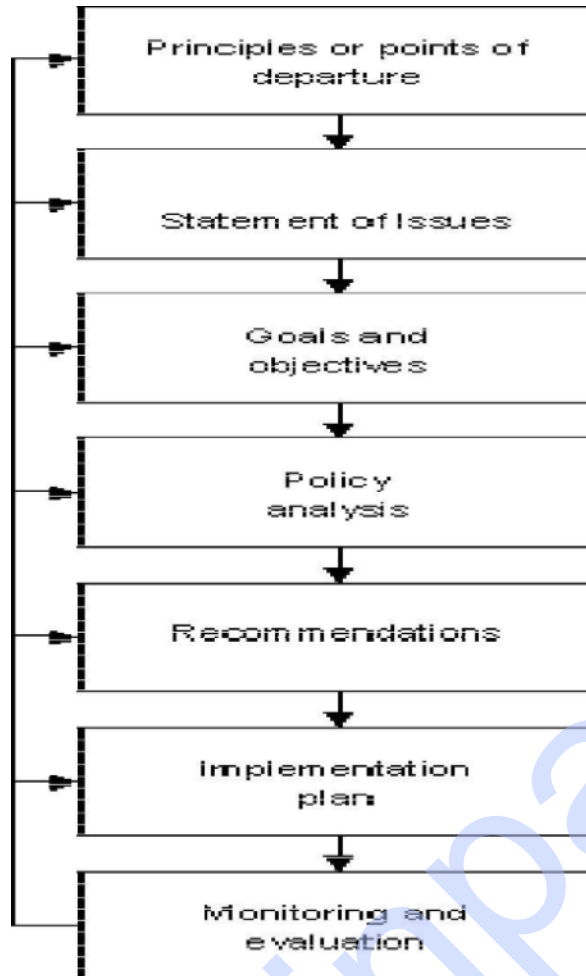 Principles or points of
departure
Statement of Issues
Goals and
objectives
Policy
analysis
Recommendations
Implementation
plan
Monitoring and
evaluation